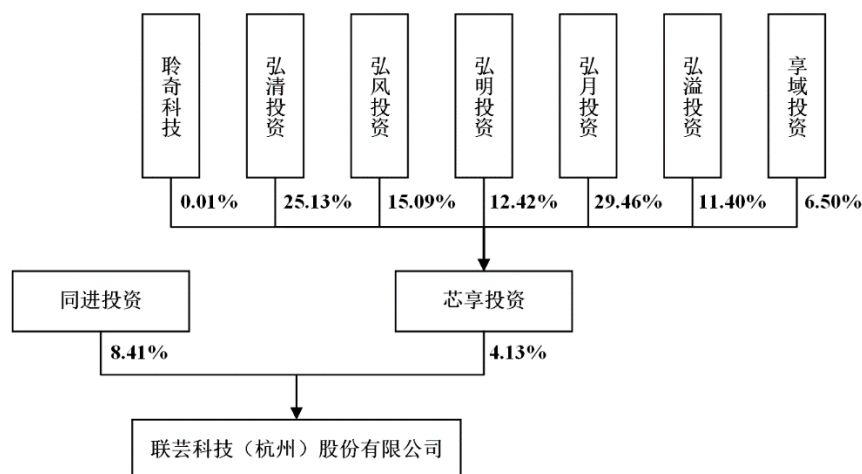 聆奇科技
弘清投资
弘风投资
弘明投资
弘月投资
弘溢投资
享域投资
0.01%
25.13%
15.09%
12.42%
29.46%
11.40%
6.50%
同进投资
芯享投资
8.41%
4.13%
联芸科技（杭州）股份有限公司